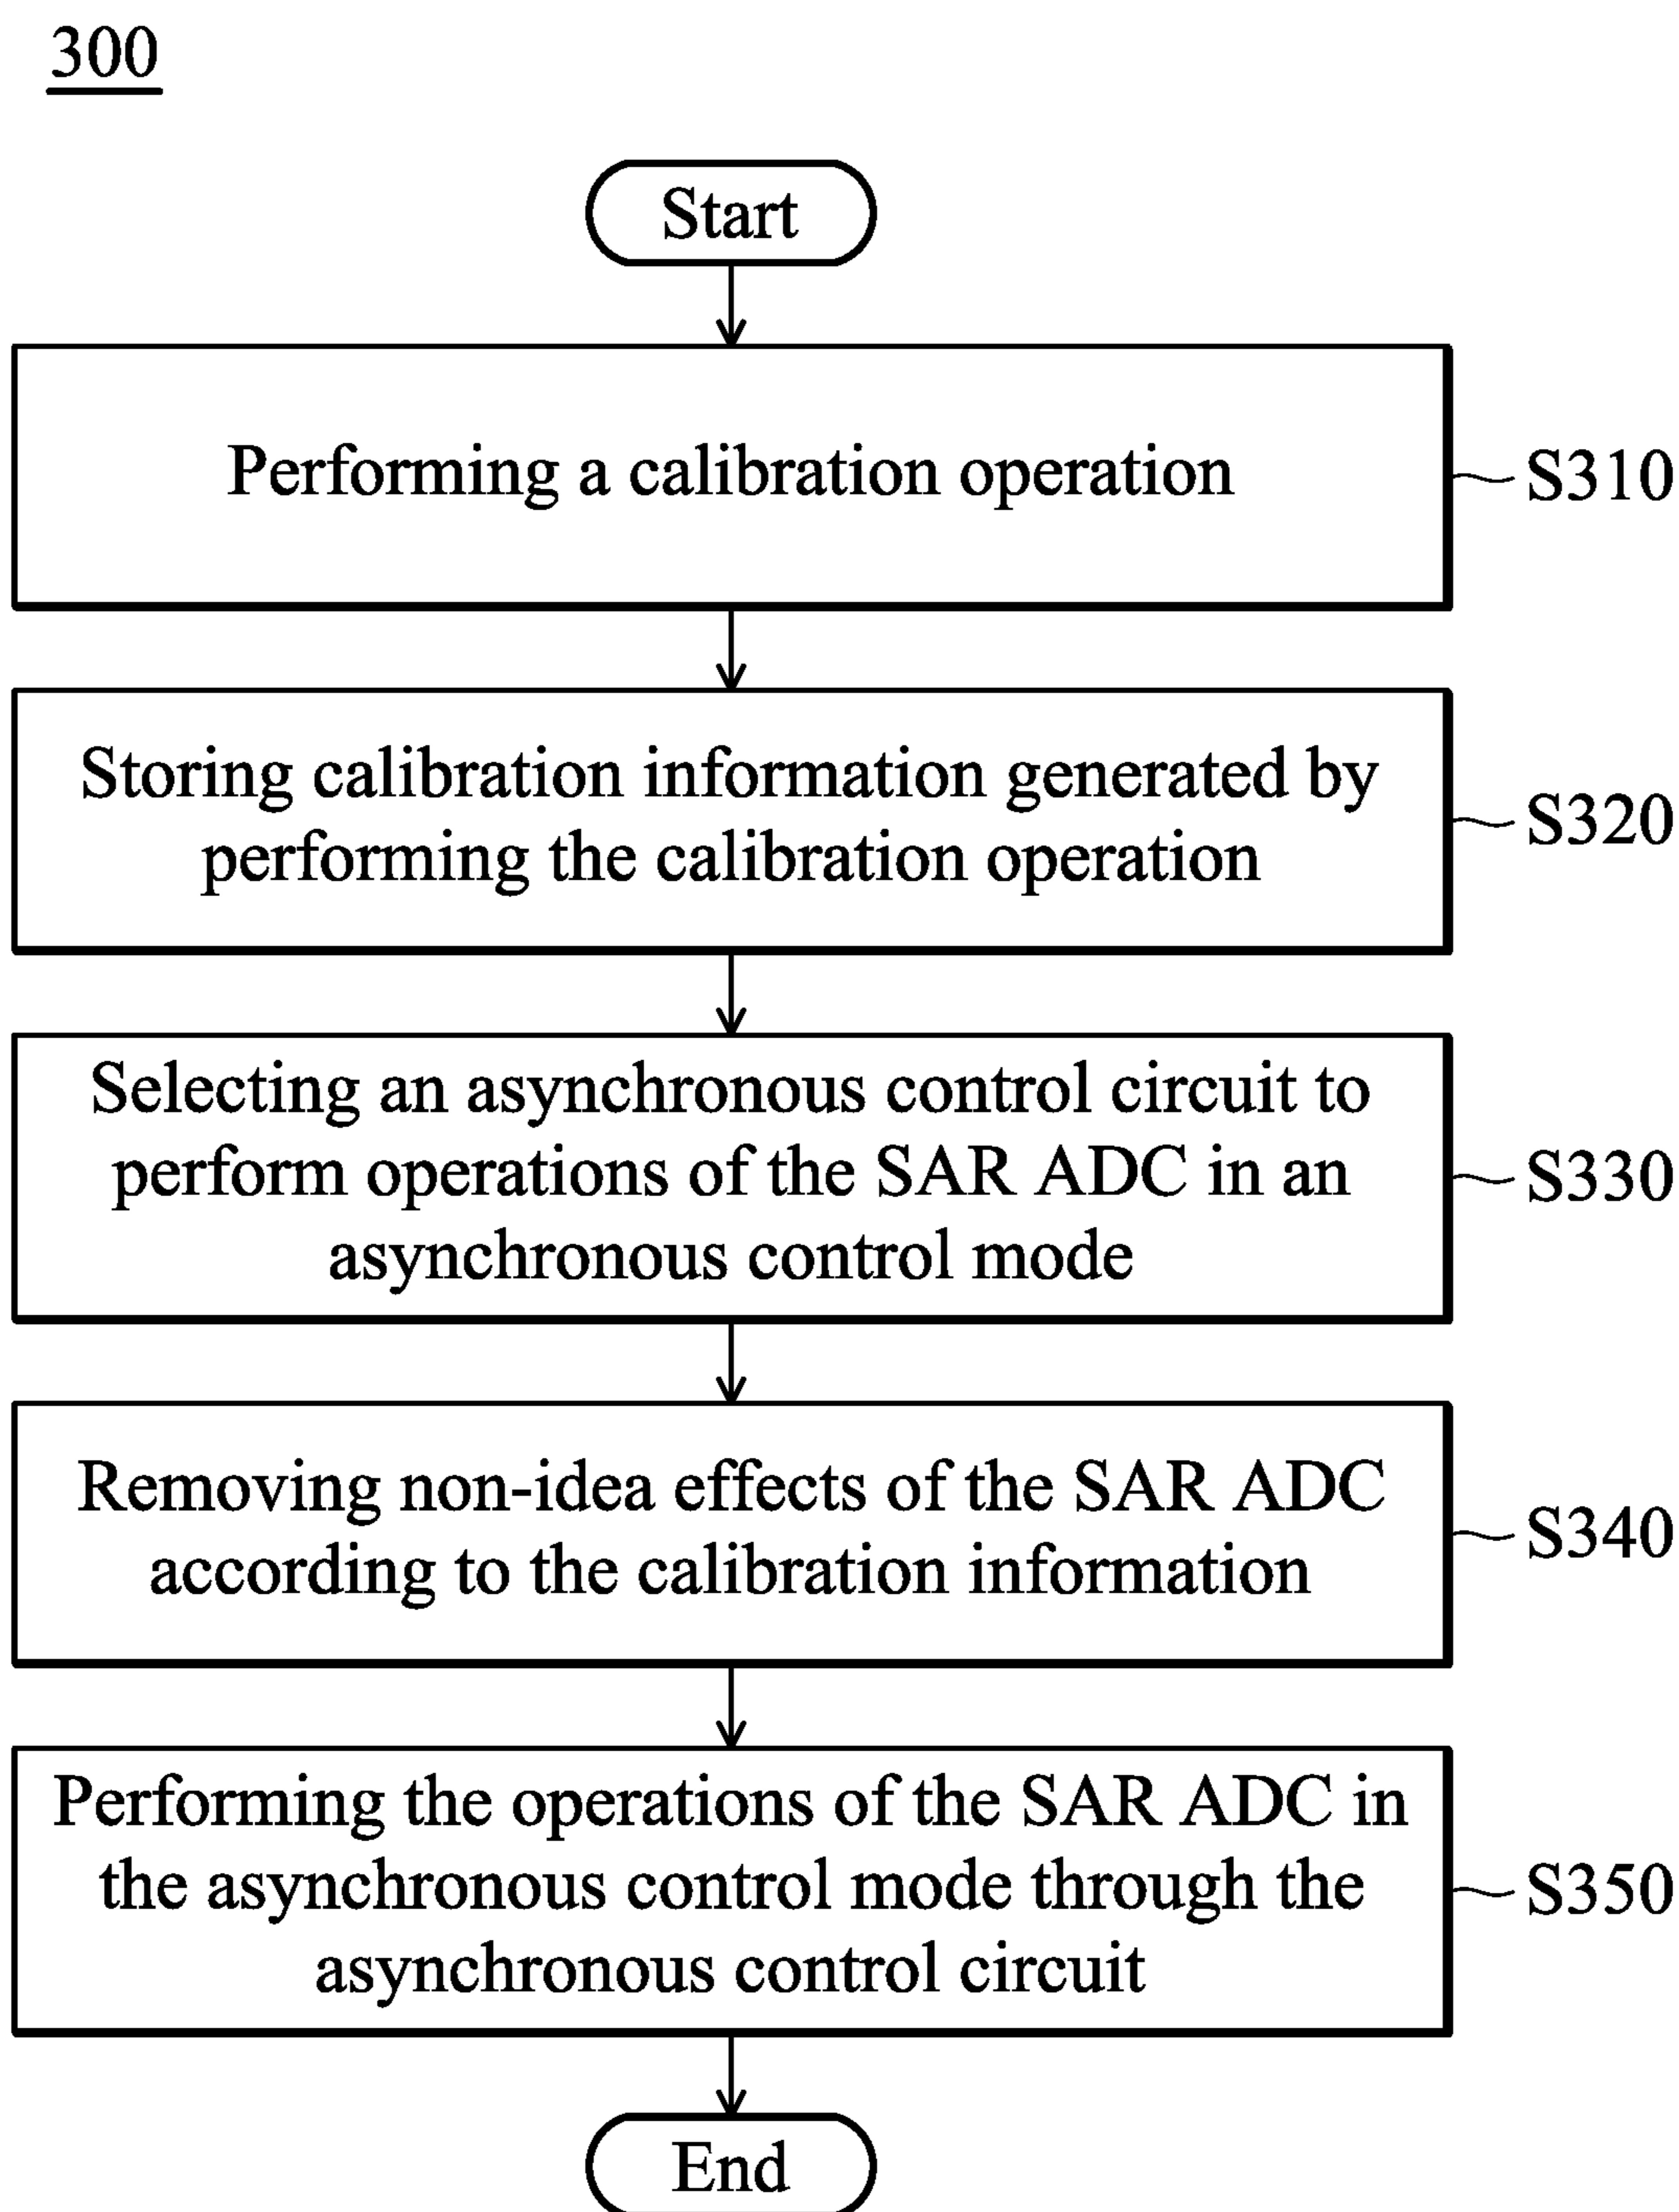 300
Start
Performing a calibration operation
S310
Storing calibration information generated by
performing the calibration operation
S320
Selecting an asynchronous control circuit to
perform operations of the SAR ADC in an
asynchronous control mode
S330
Removing non-idea effects of the SAR ADC
according to the calibration information
S340
Performing the operations of the SAR ADC in
the asynchronous control mode through the
asynchronous control circuit
S350
End